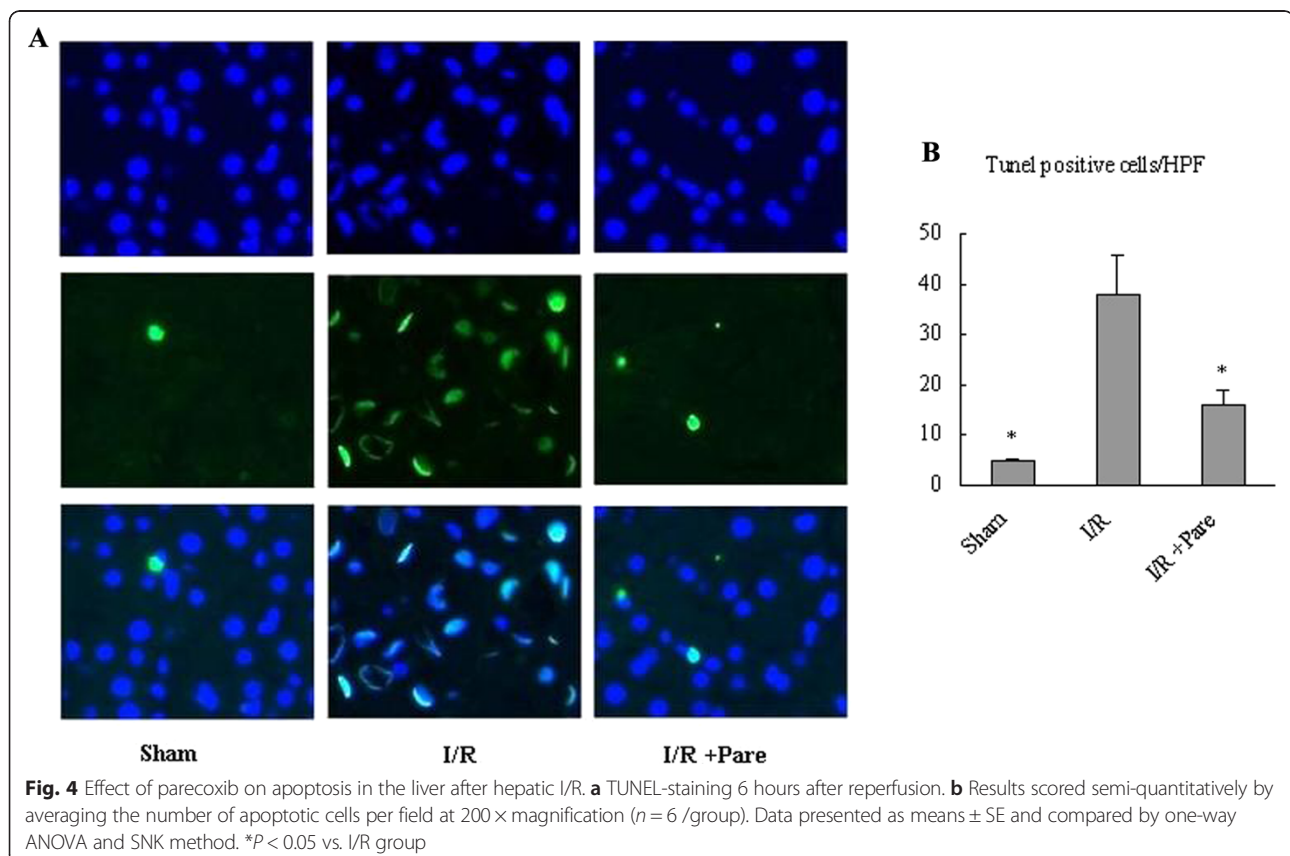 A
B
Tunel positive cells/HPF
50
40
30
20
10
0
*
*
Sham
I/R
I/R +Pare
Sham
I/R
I/R +Pare
Fig. 4 Effect of parecoxib on apoptosis in the liver after hepatic I/R. a TUNEL-staining 6 hours after reperfusion. b Results scored semi-quantitatively by
averaging the number of apoptotic cells per field at 200 × magnification (n = 6 /group). Data presented as means ± SE and compared by one-way
ANOVA and SNK method. *P < 0.05 vs. I/R group